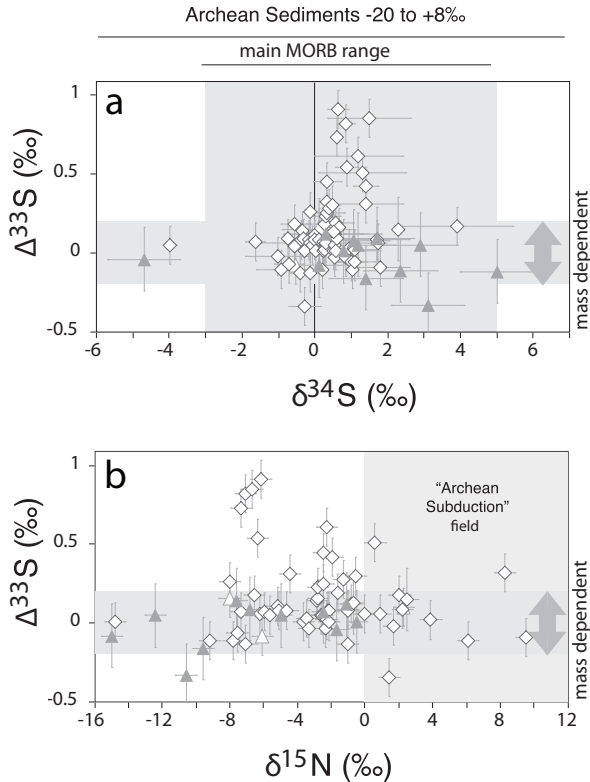 Archean Sediments -20 to +8‰
main MORB range
a
1
0.5
0
-0.5
Δ33S (‰)
mass dependent
-6 -4 -2 0 2 4 6
δ34S (‰)
b
"Archean
Subduction"
field
1
0.5
0
-0.5
Δ33S (‰)
mass dependent
-16 -12 -8 -4 0 4 8 12
δ15N (‰)